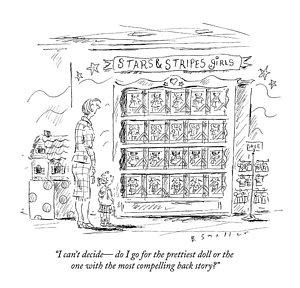 STARS & STRIPES girls
SALE
B. Smaller
"I can't decide— do I go for the prettiest doll or the
one with the most compelling back story?"